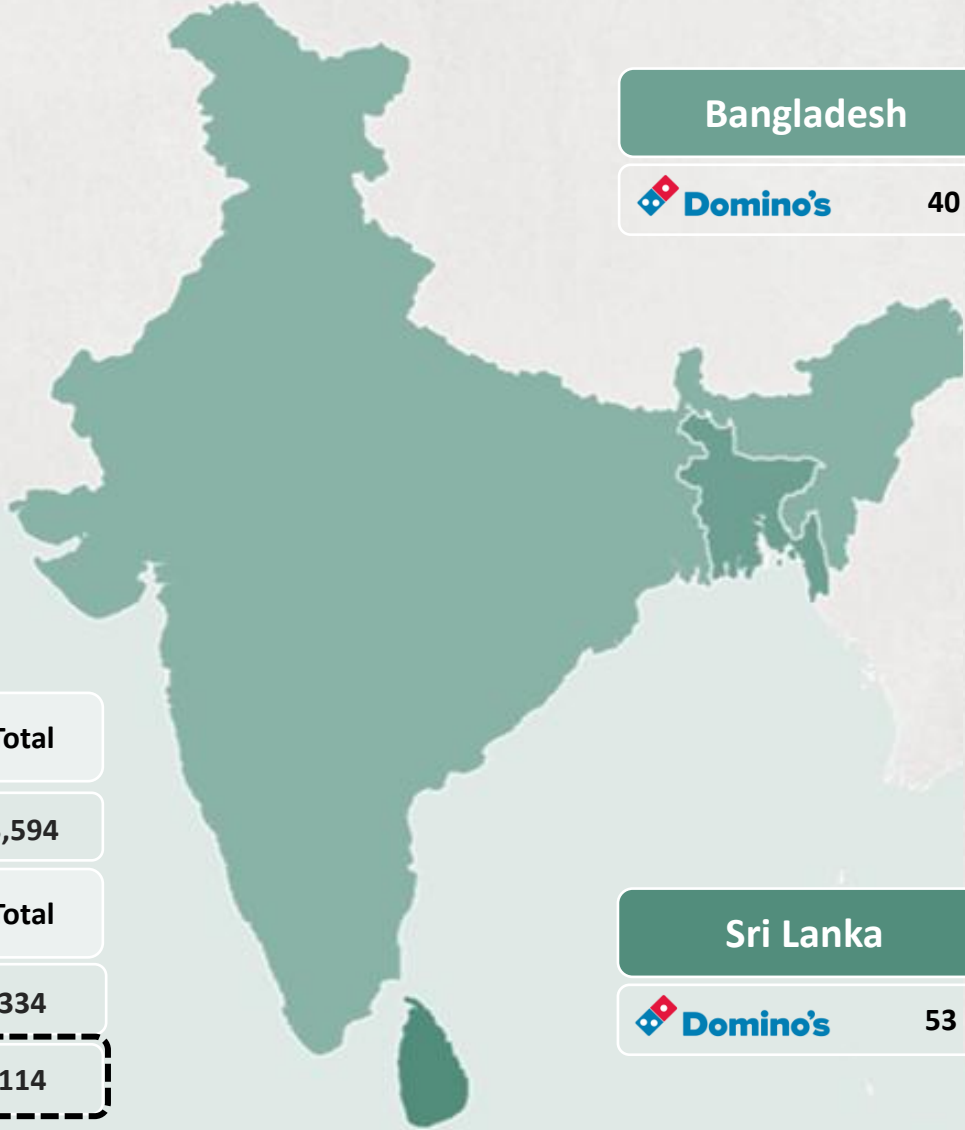 Bangladesh
Domino's 40
Total
,594
Total
334
114
Sri Lanka
Domino's 53